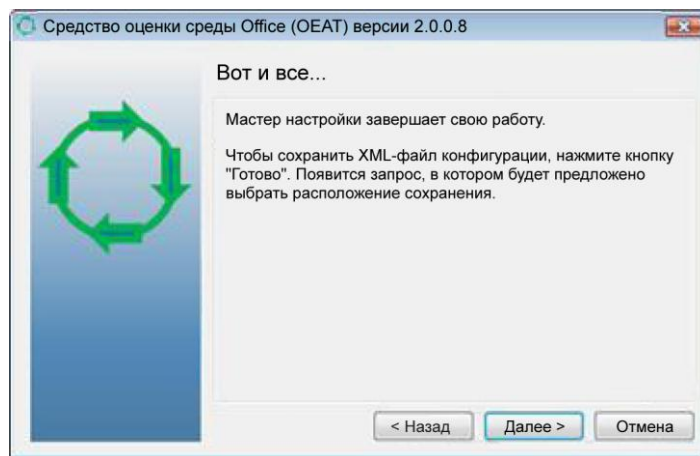 Средство оценки среды Office (OEAT) версии 2.0.0.8
Вот и все...
Мастер настройки завершает свою работу.
Чтобы сохранить XML-файл конфигурации, нажмите кнопку
"Готово". Появится запрос, в котором будет предложено
выбрать расположение сохранения.
< Назад
Далее >
Отмена